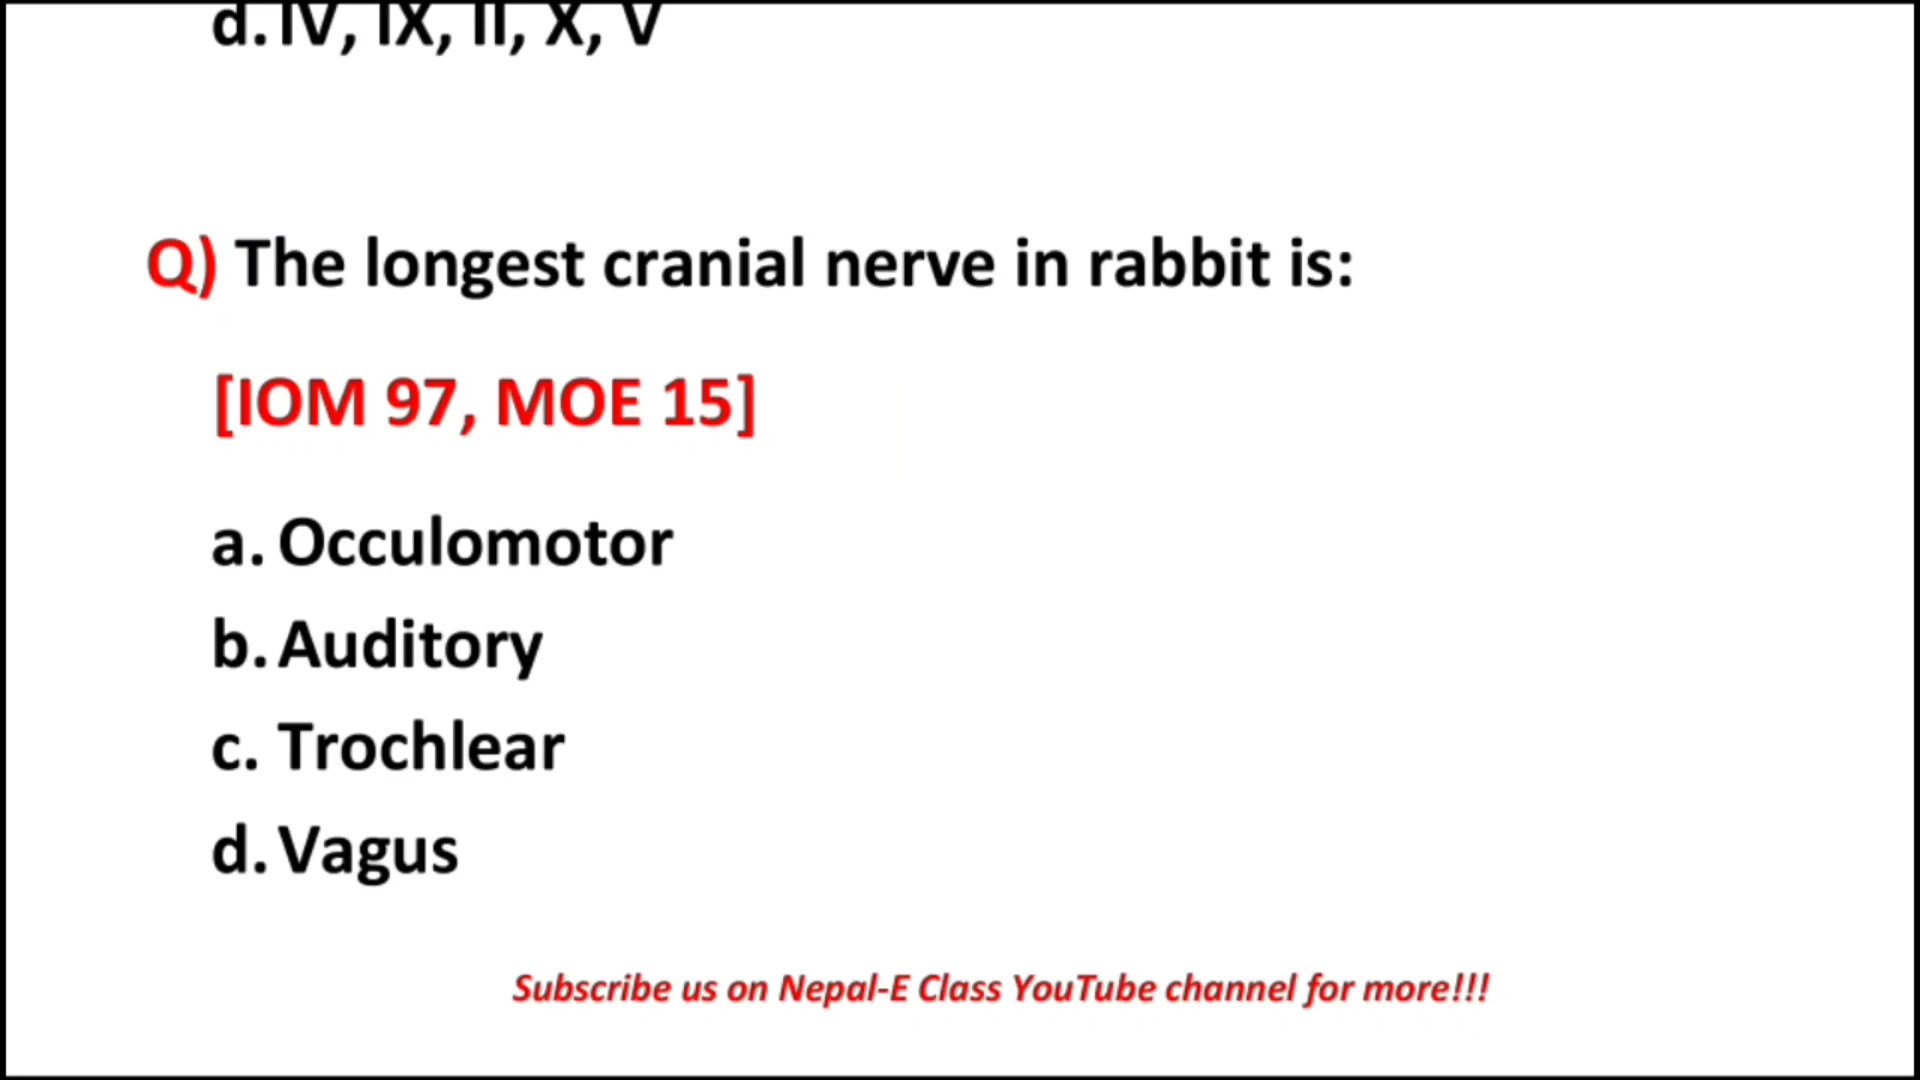 d. IV, IX, II, X, V
Q) The longest cranial nerve in rabbit is:
[IOM 97, MOE 15]
a. Occulomotor
b. Auditory
c. Trochlear
d. Vagus
Subscribe us on Nepal-E Class YouTube channel for more!!!